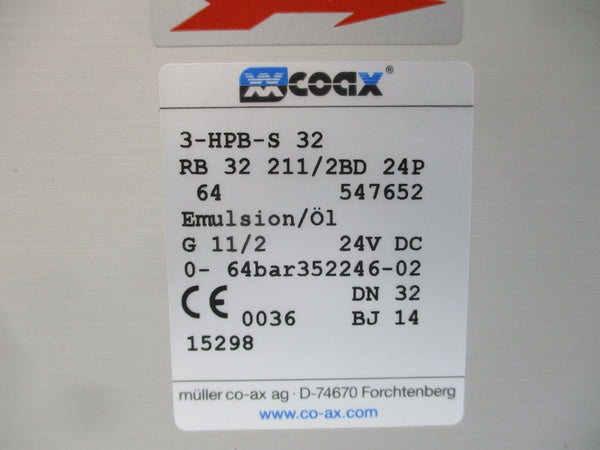 coax®
3-HPB-S 32
RB 32 211/2BD 24P
64 547652
Emulsion/Öl
G 11/2 24V DC
0- 64bar352246-02
CE 0036 DN 32
BJ 14
15298
müller co-ax ag · D-74670 Forchtenberg
www.co-ax.com